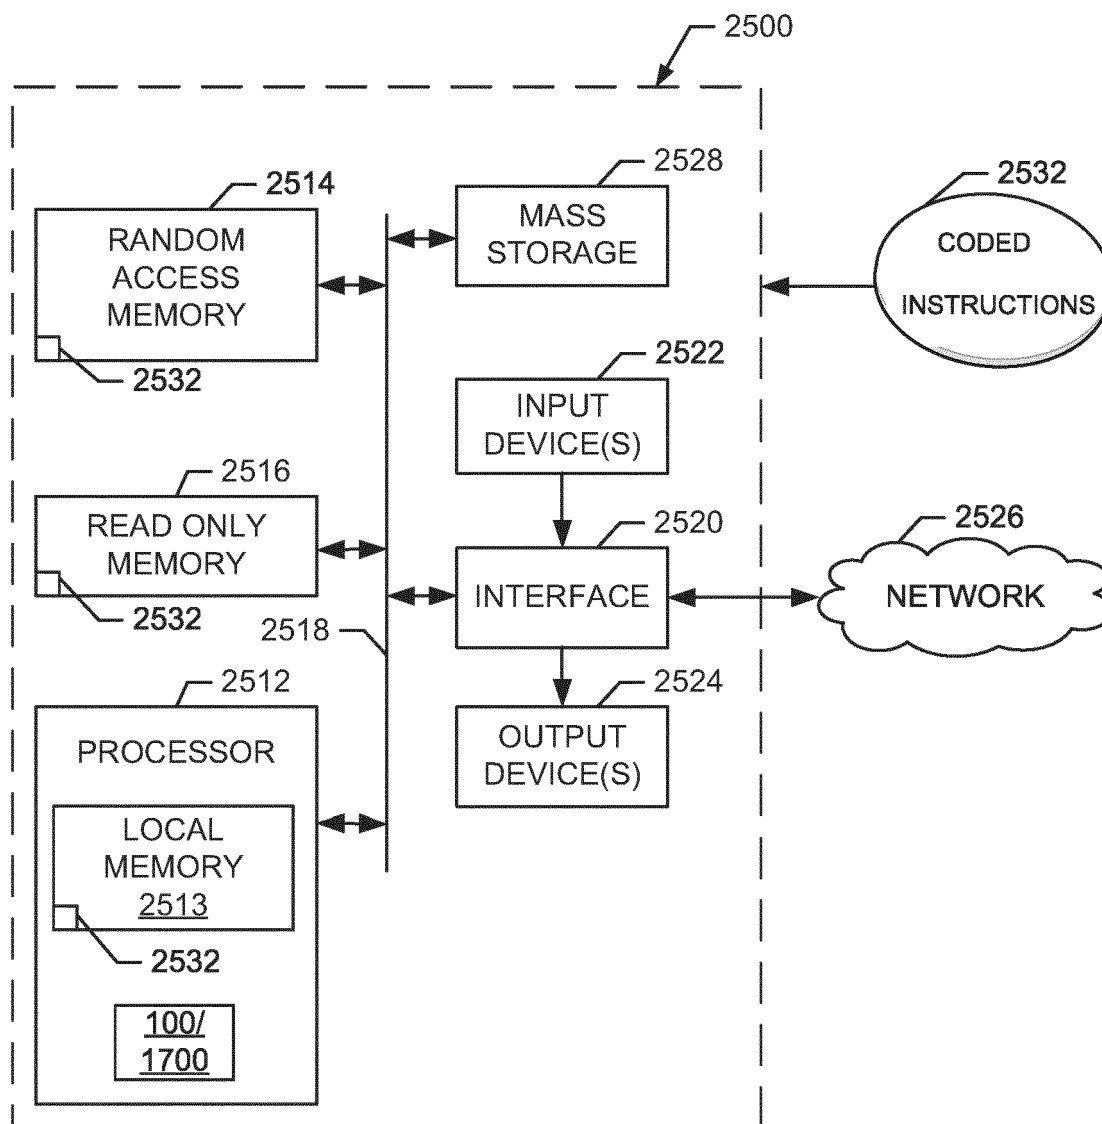 2500
2514
RANDOM
ACCESS
MEMORY
2532
2528
MASS
STORAGE
2532
CODED
INSTRUCTIONS
2522
INPUT
DEVICE(S)
2516
READ ONLY
MEMORY
2532
2520
INTERFACE
2526
NETWORK
2518
2512
PROCESSOR
LOCAL
MEMORY
2513
2532
100/
1700
2524
OUTPUT
DEVICE(S)